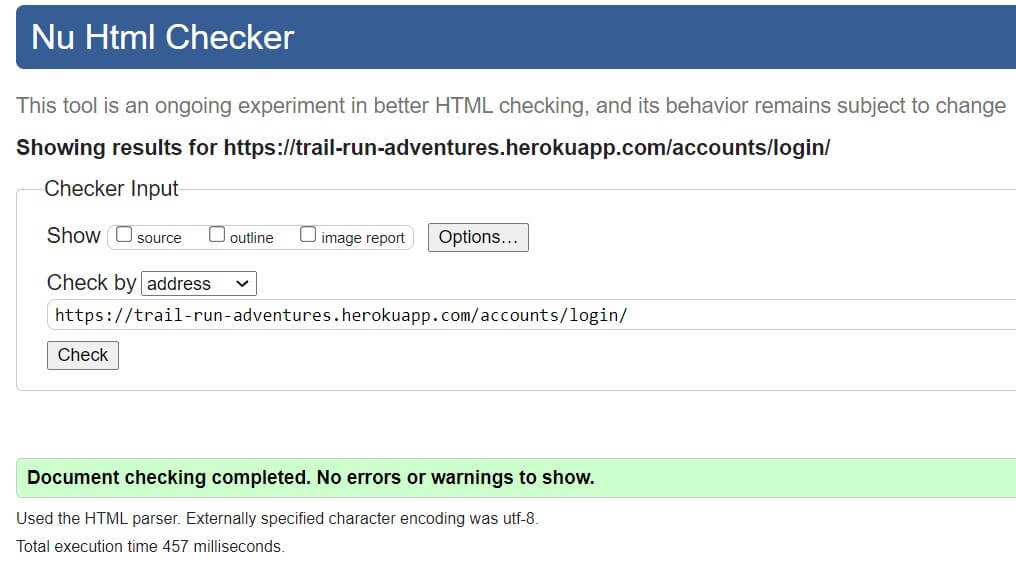 Nu Html Checker
This tool is an ongoing experiment in better HTML checking, and its behavior remains subject to change
Showing results for https://trail-run-adventures.herokuapp.com/accounts/login/
Checker Input
Show source outline image report Options…
Check by address
https://trail-run-adventures.herokuapp.com/accounts/login/
Check
Document checking completed. No errors or warnings to show.
Used the HTML parser. Externally specified character encoding was utf-8.
Total execution time 457 milliseconds.